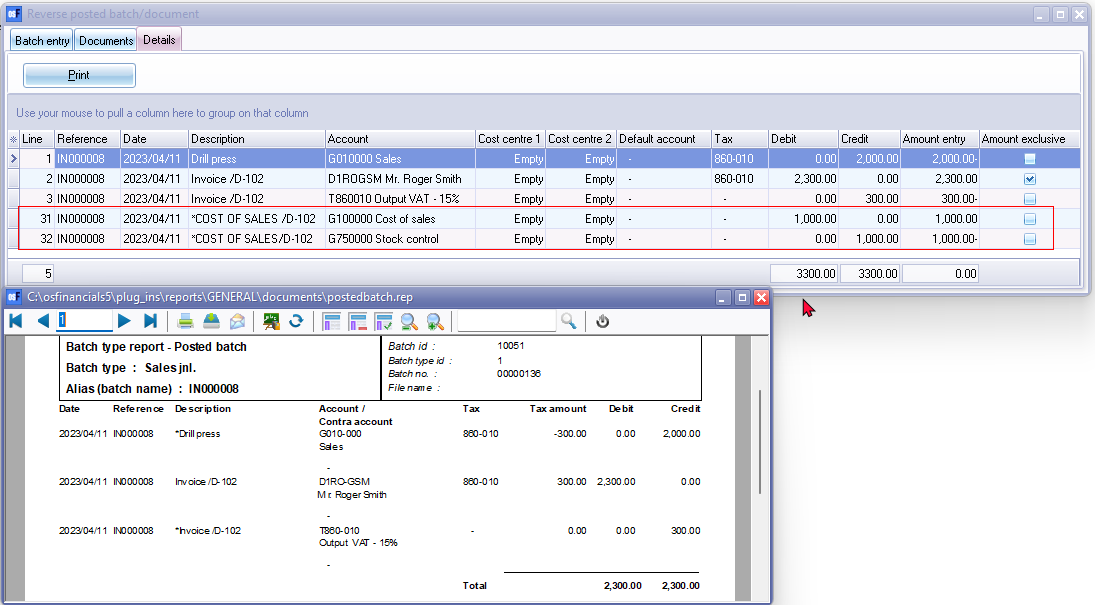 Reverse posted batch/document
Batch entry Documents Details
Print
Use your mouse to pull a column here to group on that column
Line Reference Date Description Account Cost centre 1 Cost centre 2 Default account Tax Debit Credit Amount entry Amount exclusive
1 IN000008 2023/04/11 Drill press G010000 Sales Empty Empty - 860-010 0.00 2,000.00 2,000.00-
2 IN000008 2023/04/11 Invoice /D-102 D1ROGSM Mr. Roger Smith Empty Empty - 860-010 2,300.00 0.00 2,300.00
3 IN000008 2023/04/11 Invoice /D-102 T860010 Output VAT - 15% Empty Empty - - 0.00 300.00 300.00-
31 IN000008 2023/04/11 *COST OF SALES /D-102 G100000 Cost of sales Empty Empty - - 1,000.00 0.00 1,000.00
32 IN000008 2023/04/11 *COST OF SALES/D-102 G750000 Stock control Empty Empty - - 0.00 1,000.00 1,000.00-
5 3300.00 3300.00 0.00
C:\osfinancials5\plug_ins\reports\GENERAL\documents\postedbatch.rep
1
Batch type report - Posted batch
Batch type : Sales jnl.
Alias (batch name) : IN000008
Batch id : 10051
Batch type id : 1
Batch no. : 00000136
File name :
Date Reference Description Account / Tax Tax amount Debit Credit
Contra account
2023/04/11 IN000008 *Drill press G010-000 860-010 -300.00 0.00 2,000.00
Sales
-
2023/04/11 IN000008 Invoice /D-102 D1RO-GSM 860-010 300.00 2,300.00 0.00
Mr. Roger Smith
-
2023/04/11 IN000008 *Invoice /D-102 T860-010 - 0.00 0.00 300.00
Output VAT - 15%
-
Total 2,300.00 2,300.00